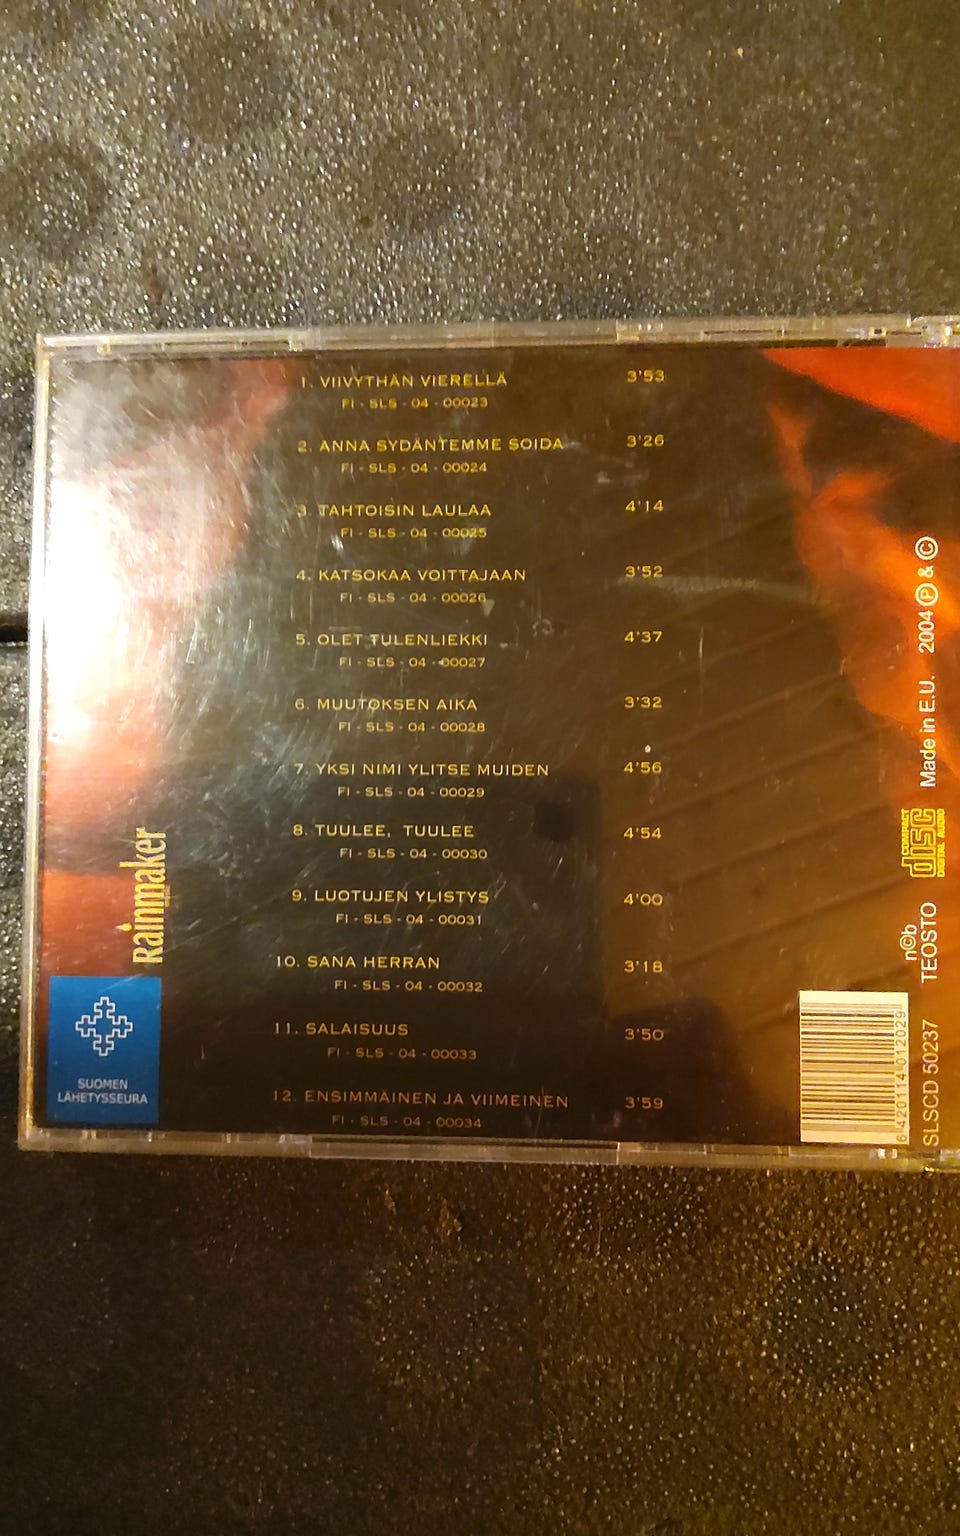 1. VIIVYTHÄN VIERELLÄ 3'53
FI - SLS - 04 - 00023
2. ANNA SYDÄNTEMME SOIDA 3'26
FI - SLS - 04 - 00024
3. TAHTOISIN LAULAA 4'14
FI - SLS - 04 - 00025
4. KATSOKAA VOITTAJAAN 3'52
FI - SLS - 04 - 00026
5. OLET TULENLIEKKI 4'37
FI - SLS - 04 - 00027
6. MUUTOKSEN AIKA 3'32
FI - SLS - 04 - 00028
7. YKSI NIMI YLITSE MUIDEN 4'56
FI - SLS - 04 - 00029
8. TUULEE, TUULEE 4'54
FI - SLS - 04 - 00030
9. LUOTUJEN YLISTYS 4'00
FI - SLS - 04 - 00031
10. SANA HERRAN 3'18
FI - SLS - 04 - 00032
11. SALAISUUS 3'50
FI - SLS - 04 - 00033
12. ENSIMMÄINEN JA VIIMEINEN 3'59
FI - SLS - 04 - 00034
Rainmaker
SUOMEN
LÄHETYSSEURA
6 420114 012029
SLSCD 50237
n©b
TEOSTO
COMPACT
disc
DIGITAL AUDIO
Made in E.U. 2004 ℗ & ©